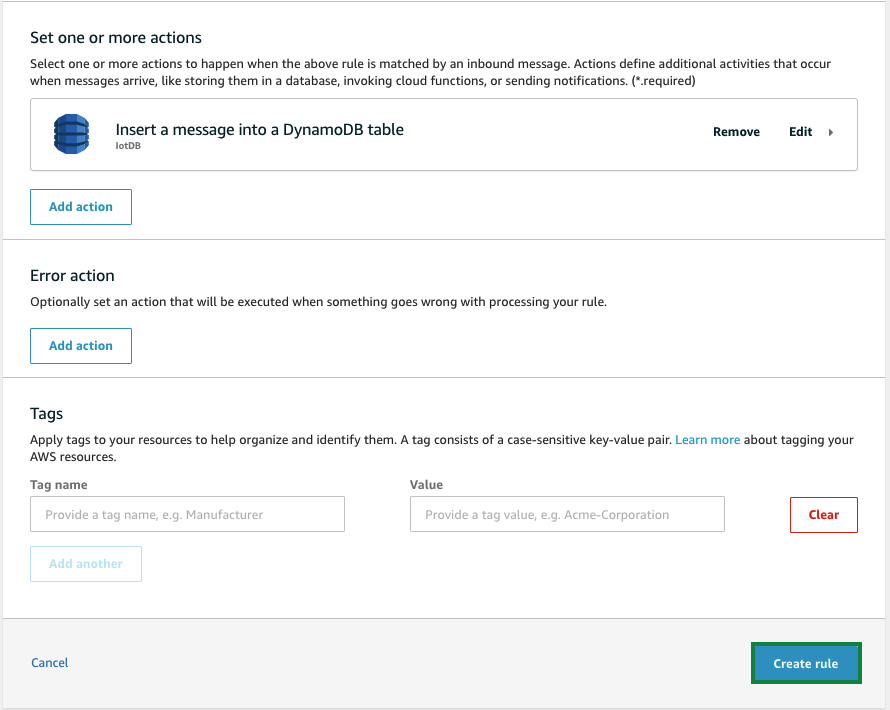 Set one or more actions
Select one or more actions to happen when the above rule is matched by an inbound message. Actions define additional activities that occur
when messages arrive, like storing them in a database, invoking cloud functions, or sending notifications. (*.required)
Insert a message into a DynamoDB table
IotDB
Remove
Edit
Add action
Error action
Optionally set an action that will be executed when something goes wrong with processing your rule.
Add action
Tags
Apply tags to your resources to help organize and identify them. A tag consists of a case-sensitive key-value pair. Learn more about tagging your
AWS resources.
Tag name
Value
Provide a tag name, e.g. Manufacturer
Provide a tag value, e.g. Acme-Corporation
Clear
Add another
Cancel
Create rule